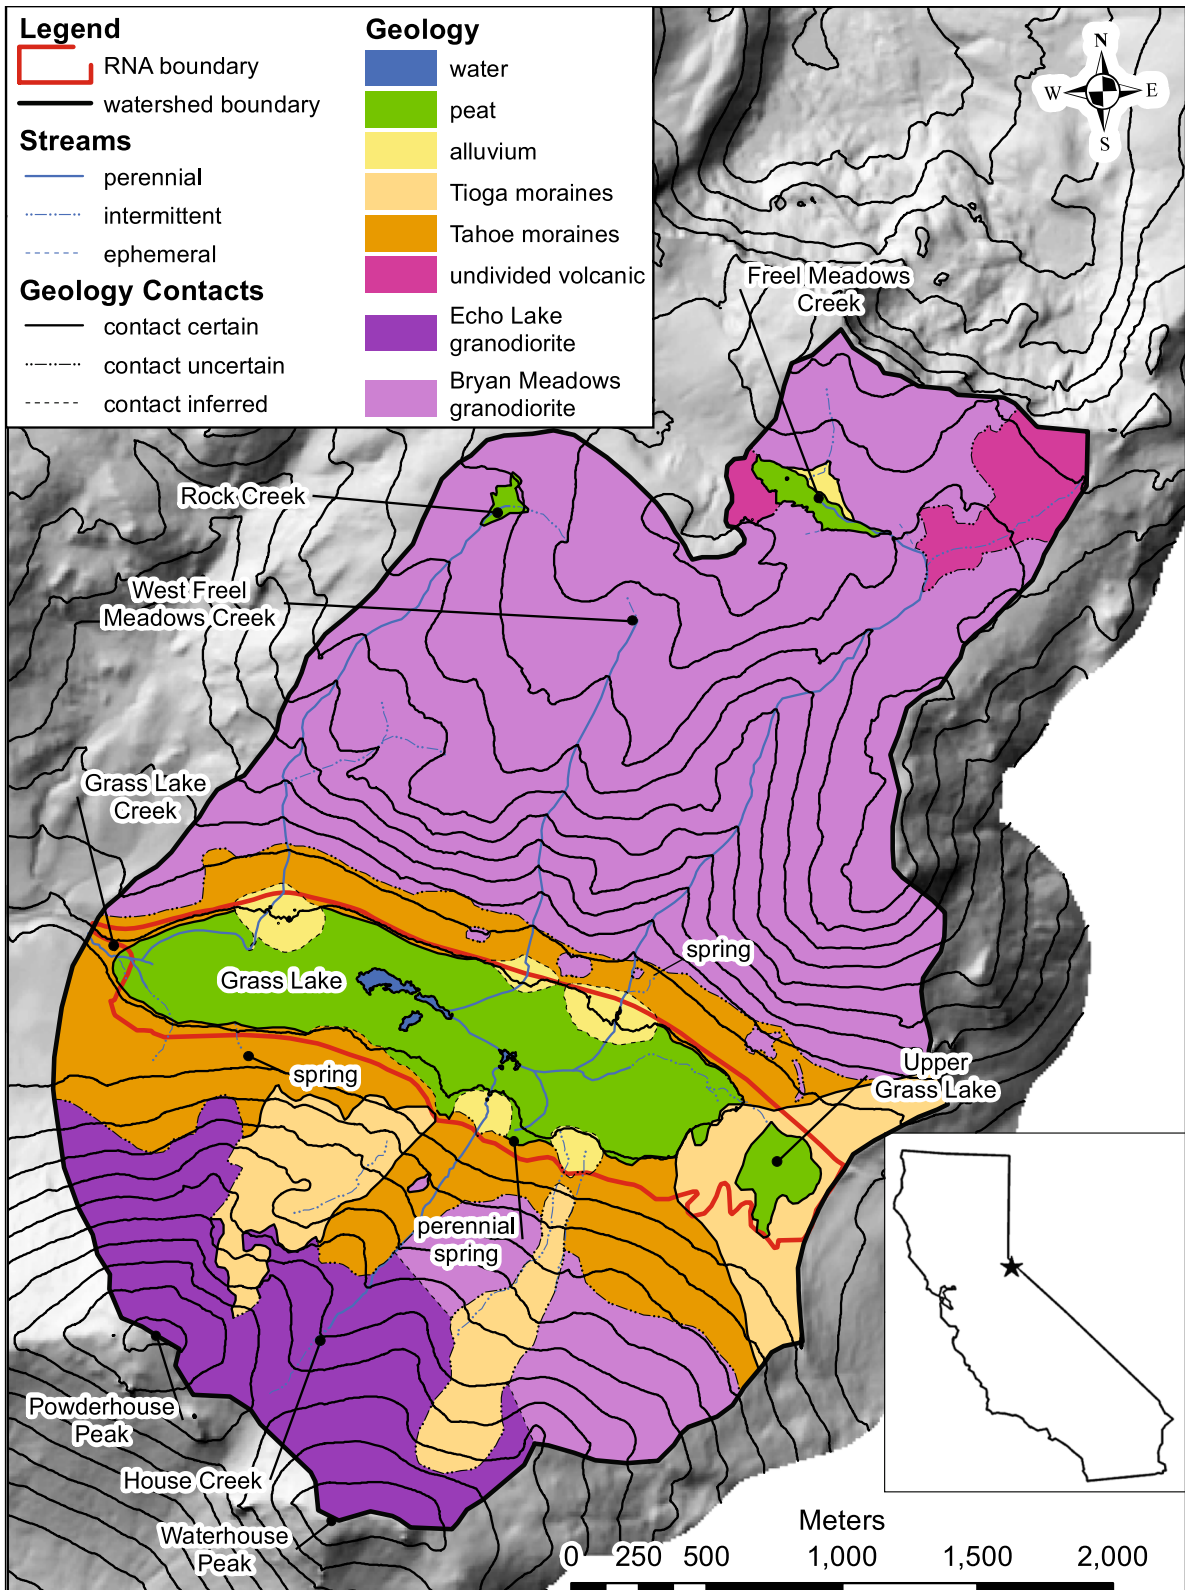 Legend
RNA boundary
watershed boundary
Streams
perennial
intermittent
ephemeral
Geology Contacts
contact certain
contact uncertain
contact inferred
Geology
water
peat
alluvium
Tioga moraines
Tahoe moraines
undivided volcanic
Echo Lake
granodiorite
Bryan Meadows
granodiorite
N
W
E
S
Freel Meadows
Creek
Rock Creek
West Freel
Meadows Creek
Grass Lake
Creek
spring
Grass Lake
spring
Upper
Grass Lake
perennial
spring
Powderhouse
Peak
House Creek
Waterhouse
Peak
Meters
0 250 500 1,000 1,500 2,000